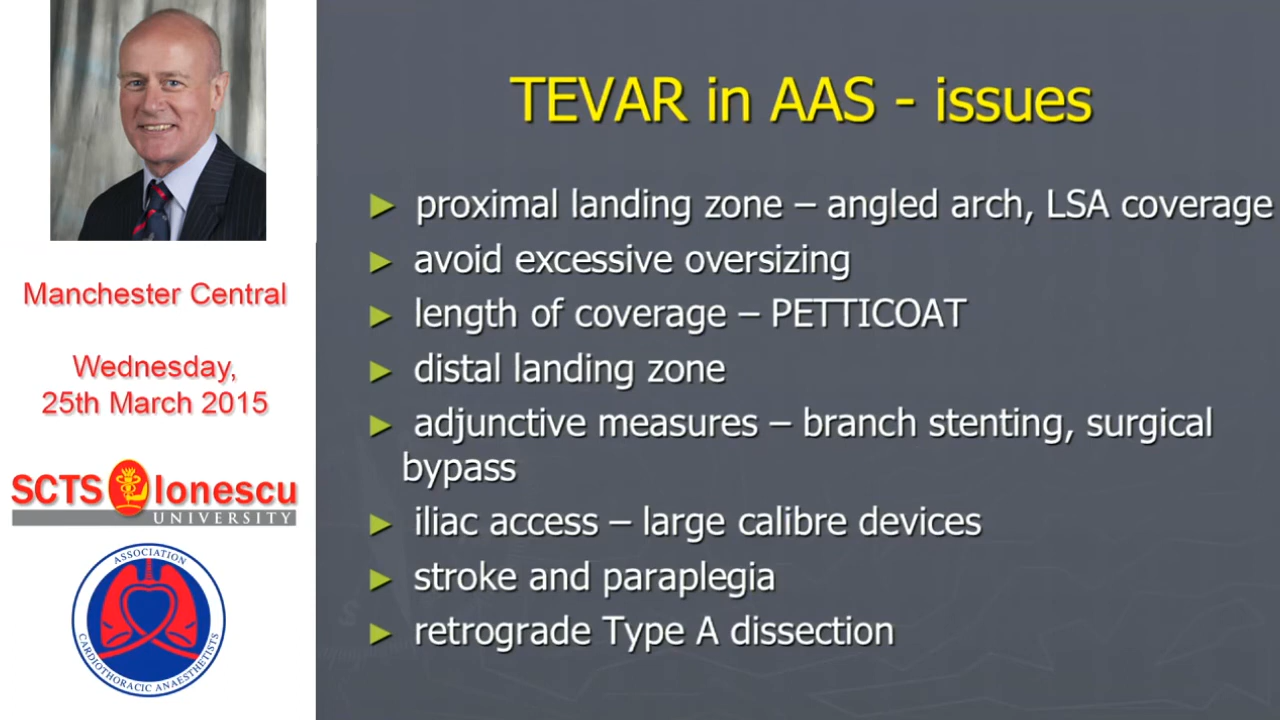 Manchester Central
Wednesday,
25th March 2015
SCTS Ionescu
UNIVERSITY
ASSOCIATION
CARDIOTHORACIC ANAESTHETISTS
TEVAR in AAS - issues
► proximal landing zone – angled arch, LSA coverage
► avoid excessive oversizing
► length of coverage – PETTICOAT
► distal landing zone
► adjunctive measures – branch stenting, surgical
bypass
► iliac access – large calibre devices
► stroke and paraplegia
► retrograde Type A dissection